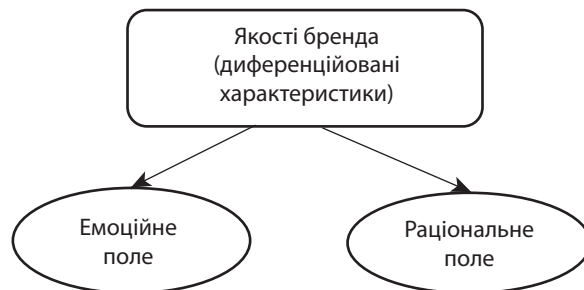 Якості бренда
(диференційовані
характеристики)
Емоційне
поле
Раціональне
поле